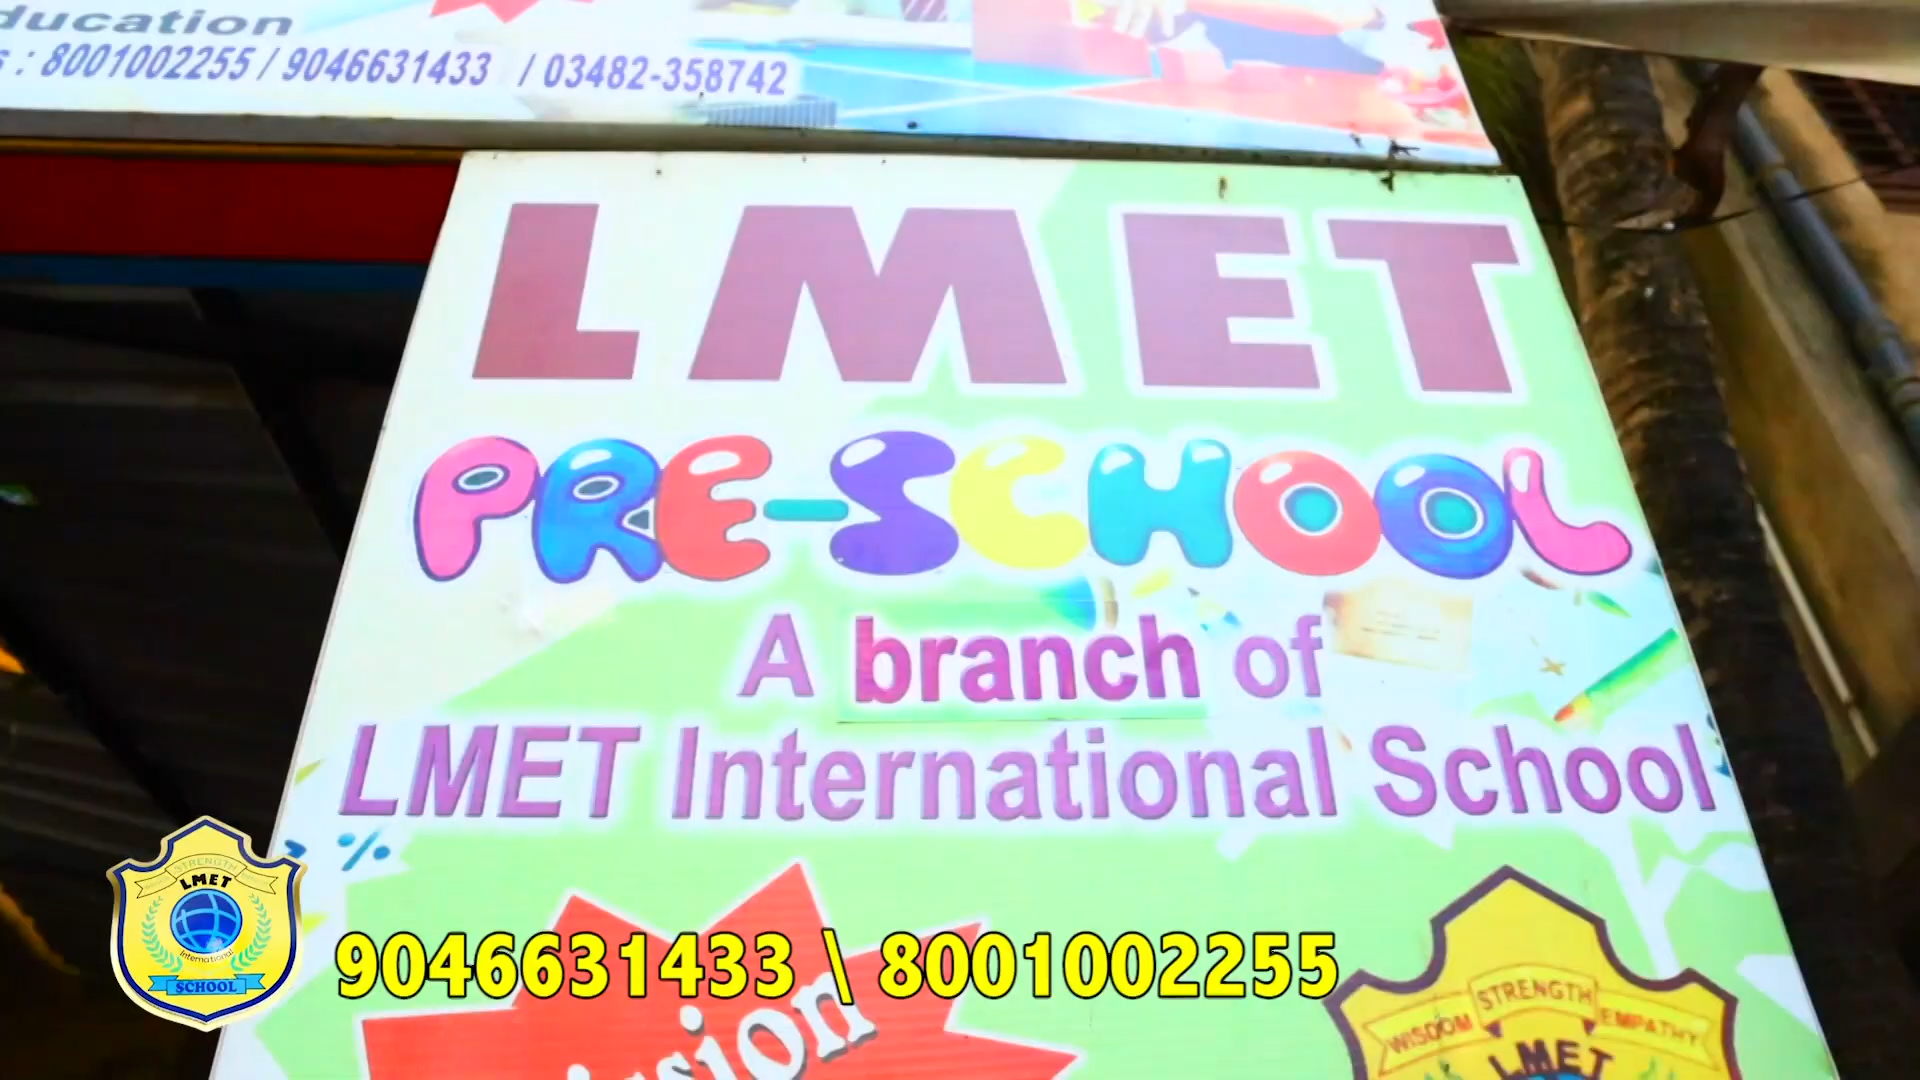 ducation
s : 8001002255 / 9046631433 / 03482-358742
LMET
PRE-SCHOOL
A branch of
LMET International School
STRENGTH
LMET
International
SCHOOL
9046631433 \ 8001002255
ission
STRENGTH
WISDOM EMPATHY
LMET